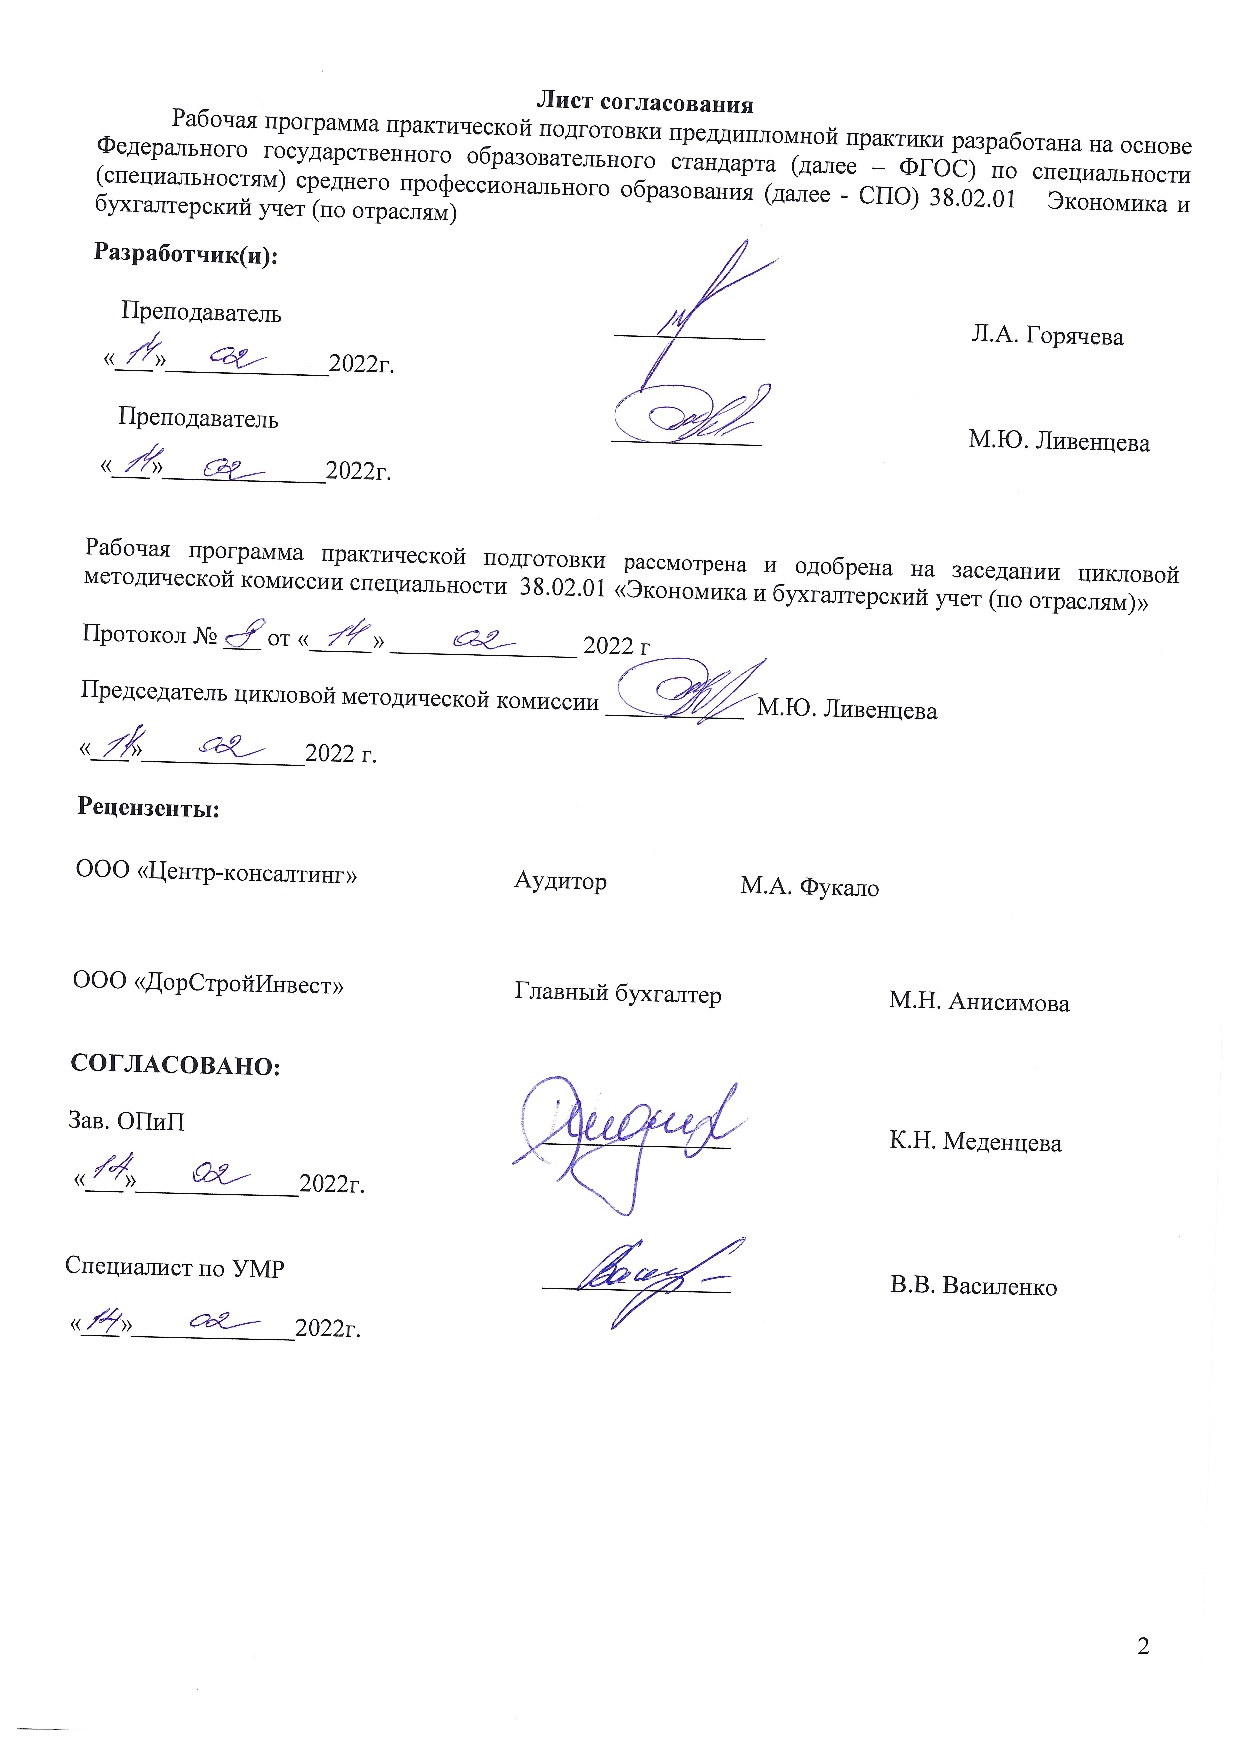 Лист согласования
Рабочая программа практической подготовки преддипломной практики разработана на основе
Федерального государственного образовательного стандарта (далее – ФГОС) по специальности
(специальностям) среднего профессионального образования (далее - СПО) 38.02.01 Экономика и
бухгалтерский учет (по отраслям)
Разработчик(и):
Преподаватель
Л.А. Горячева
«14» 02 2022г.
Преподаватель
М.Ю. Ливенцева
«14» 02 2022г.
Рабочая программа практической подготовки рассмотрена и одобрена на заседании цикловой
методической комиссии специальности 38.02.01 «Экономика и бухгалтерский учет (по отраслям)»
Протокол № от «14» 02 2022 г
Председатель цикловой методической комиссии М.Ю. Ливенцева
«14» 02 2022 г.
Рецензенты:
ООО «Центр-консалтинг» Аудитор М.А. Фукало
ООО «ДорСтройИнвест» Главный бухгалтер М.Н. Анисимова
СОГЛАСОВАНО:
Зав. ОПиП К.Н. Меденцева
«14» 02 2022г.
Специалист по УМР В.В. Василенко
«14» 02 2022г.
2